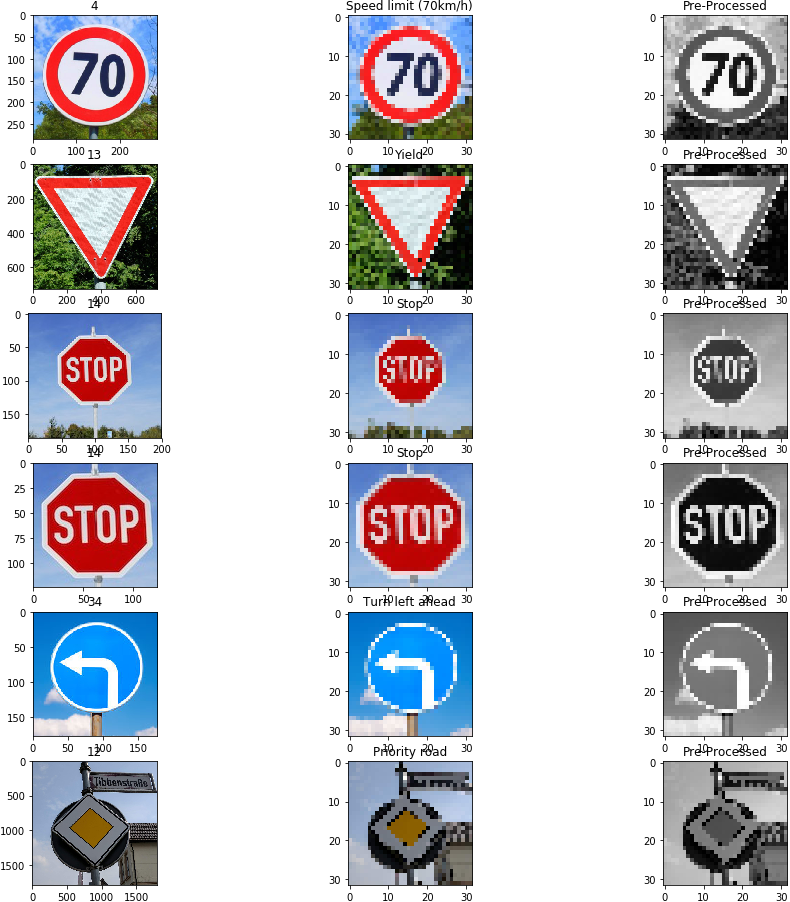 4
0
50
100
150
200
250
70
0 100 200
Speed limit (70km/h)
0
10
20
30
70
0 10 20 30
Pre-Processed
0
10
20
30
70
0 10 20 30
13
0
200
400
600
0 200 400 600
Yield
0
10
20
30
0 10 20 30
Pre-Processed
0
10
20
30
0 10 20 30
14
0
50
100
150
STOP
0 50 100 150 200
Stop
0
10
20
30
STOP
0 10 20 30
Pre-Processed
0
10
20
30
STOP
0 10 20 30
14
0
25
50
75
100
STOP
0 50 100
Stop
0
10
20
30
STOP
0 10 20 30
Pre-Processed
0
10
20
30
STOP
0 10 20 30
34
0
50
100
150
0 50 100 150
Turn left ahead
0
10
20
30
0 10 20 30
Pre-Processed
0
10
20
30
0 10 20 30
12
0
500
1000
1500
Tibbenstraße
0 500 1000 1500
Priority road
0
10
20
30
0 10 20 30
Pre-Processed
0
10
20
30
0 10 20 30